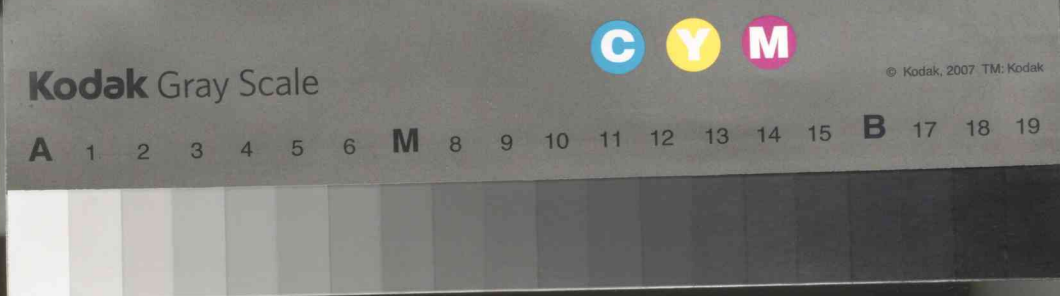 C Y M
Kodak Gray Scale
© Kodak, 2007 TM: Kodak
A 1 2 3 4 5 6 M 8 9 10 11 12 13 14 15 B 17 18 19